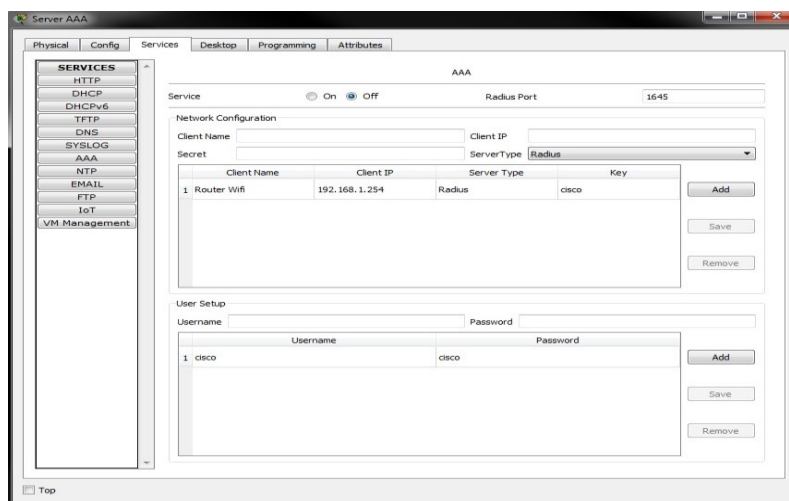 Server AAA
Physical Config Services Desktop Programming Attributes
SERVICES
HTTP
DHCP
DHCPv6
TFTP
DNS
SYSLOG
AAA
NTP
EMAIL
FTP
IoT
VM Management
AAA
Service On Off Radius Port 1645
Network Configuration
Client Name Client IP
Secret ServerType Radius
Client Name Client IP Server Type Key
1 Router Wifi 192.168.1.254 Radius cisco
Add
Save
Remove
User Setup
Username Password
Username Password
1 cisco cisco
Add
Save
Remove
Top